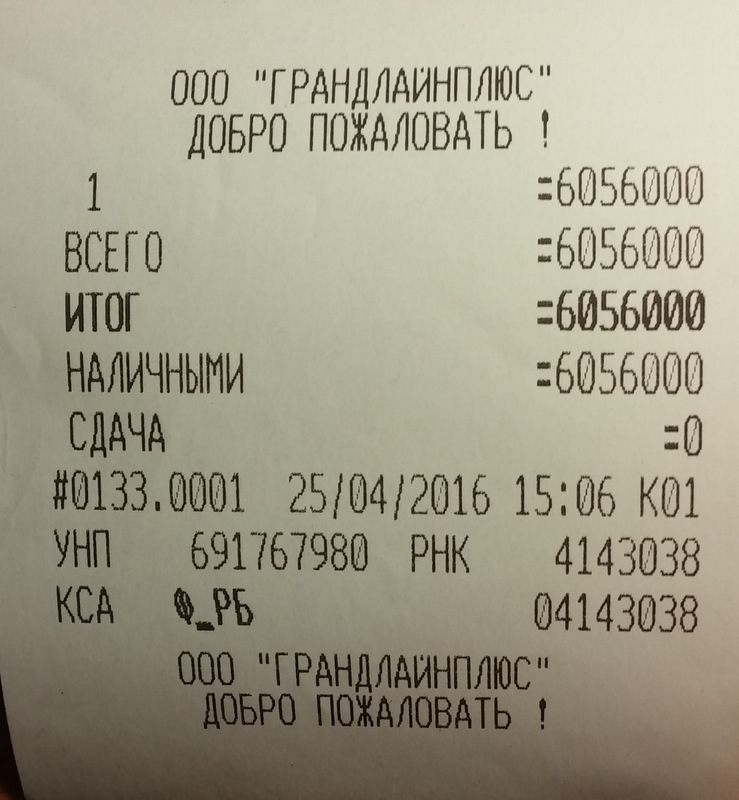 ООО "ГРАНДЛАЙНПЛЮС"
ДОБРО ПОЖАЛОВАТЬ !
1 =6056000
ВСЕГО =6056000
ИТОГ =6056000
НАЛИЧНЫМИ =6056000
СДАЧА =0
#0133.0001 25/04/2016 15:06 К01
УНП 691767980 РНК 4143038
КСА Ф_РБ 04143038
ООО "ГРАНДЛАЙНПЛЮС"
ДОБРО ПОЖАЛОВАТЬ !